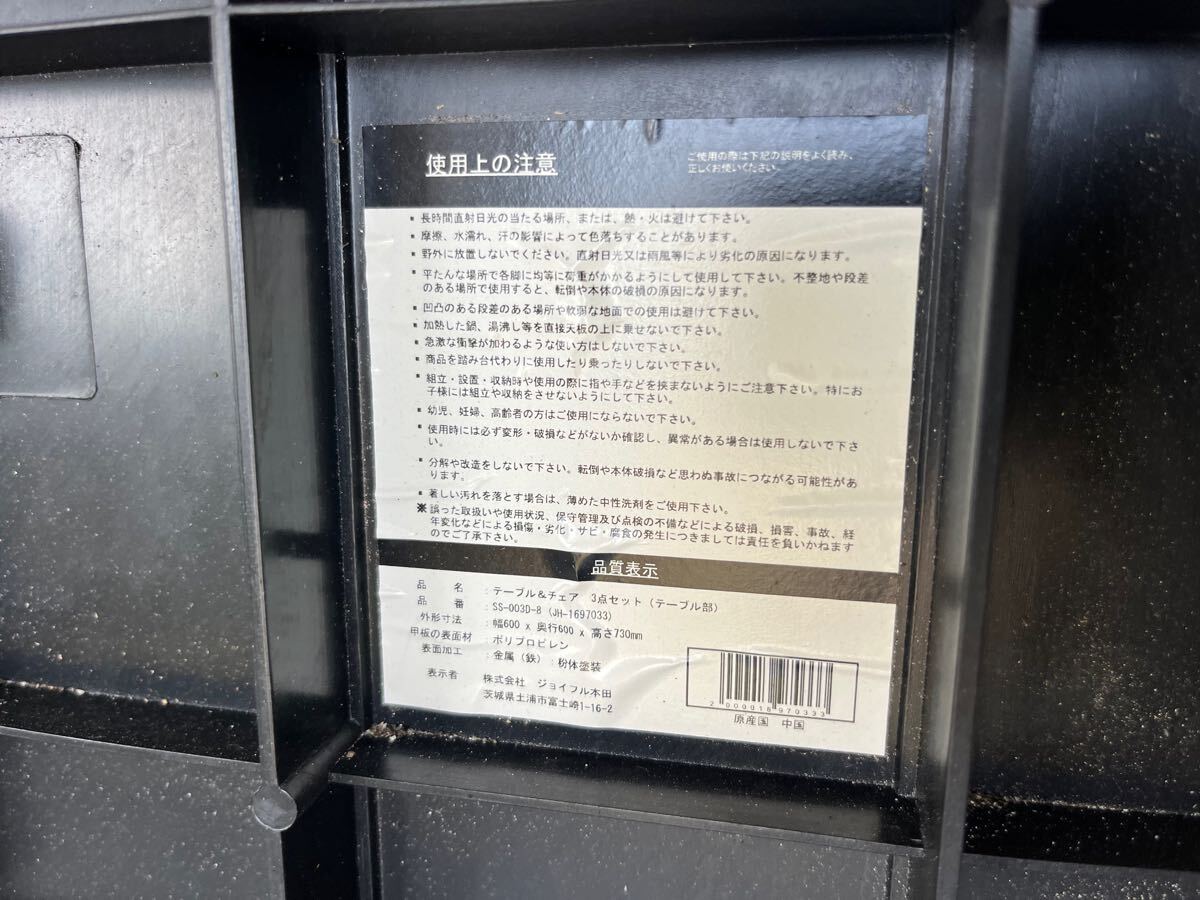 使用上の注意
ご使用の際は下記の説明をよく読み、
正しくお使いください。
▪ 長時間直射日光の当たる場所、または、熱・火は避けて下さい。
▪ 摩擦、水濡れ、汗の影響によって色落ちすることがあります。
▪ 野外に放置しないでください。直射日光又は雨風等により劣化の原因になります。
▪ 平たんな場所で各脚に均等に荷重がかかるようにして使用して下さい。不整地や段差
のある場所で使用すると、転倒や本体の破損の原因になります。
▪ 凹凸のある段差のある場所や軟弱な地面での使用は避けて下さい。
▪ 加熱した鍋、湯沸し等を直接天板の上に乗せないで下さい。
▪ 急激な衝撃が加わるような使い方はしないで下さい。
▪ 商品を踏み台代わりに使用したり乗ったりしないで下さい。
▪ 組立・設置・収納時や使用の際に指や手などを挟まないようにご注意下さい。特にお
子様には組立や収納をさせないようにして下さい。
▪ 幼児、妊婦、高齢者の方はご使用にならないで下さい。
▪ 使用時には必ず変形・破損などがないか確認し、異常がある場合は使用しないで下さ
い。
▪ 分解や改造をしないで下さい。転倒や本体破損など思わぬ事故につながる可能性があ
ります。
▪ 著しい汚れを落とす場合は、薄めた中性洗剤をご使用下さい。
※ 誤った取扱いや使用状況、保守管理及び点検の不備などによる破損、損害、事故、経
年変化などによる損傷・劣化・サビ・腐食の発生につきましては責任を負いかねます
のでご了承下さい。
品質表示
品 名 : テーブル&チェア 3点セット（テーブル部）
品 番 : SS-003D-8 (JH-1697033)
外形寸法 : 幅600 x 奥行600 x 高さ730mm
甲板の表面材 : ポリプロピレン
表面加工 : 金属（鉄）: 粉体塗装
表示者 株式会社 ジョイフル本田
茨城県土浦市富士崎1-16-2
2 000018 970333
原産国 中国